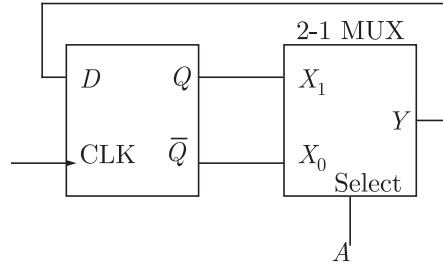 2-1 MUX
D Q X₁
Y
CLK Q̅ X₀
Select
A